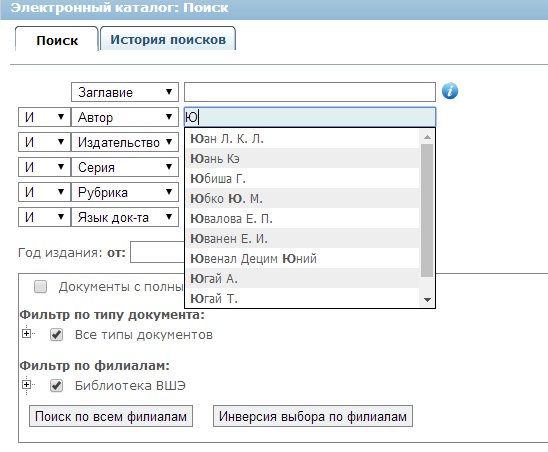 Электронный каталог: Поиск
Поиск История поисков
Заглавие
И Автор Ю
И Издательство
И Серия
И Рубрика
И Язык док-та
Юан Л. К. Л.
Юань Кэ
Юбиша Г.
Юбко Ю. М.
Ювалова Е. П.
Юванен Е. И.
Ювенал Децим Юний
Югай А.
Югай Т.
Год издания: от:
Документы с полны
Фильтр по типу документа:
Все типы документов
Фильтр по филиалам:
Библиотека ВШЭ
Поиск по всем филиалам Инверсия выбора по филиалам